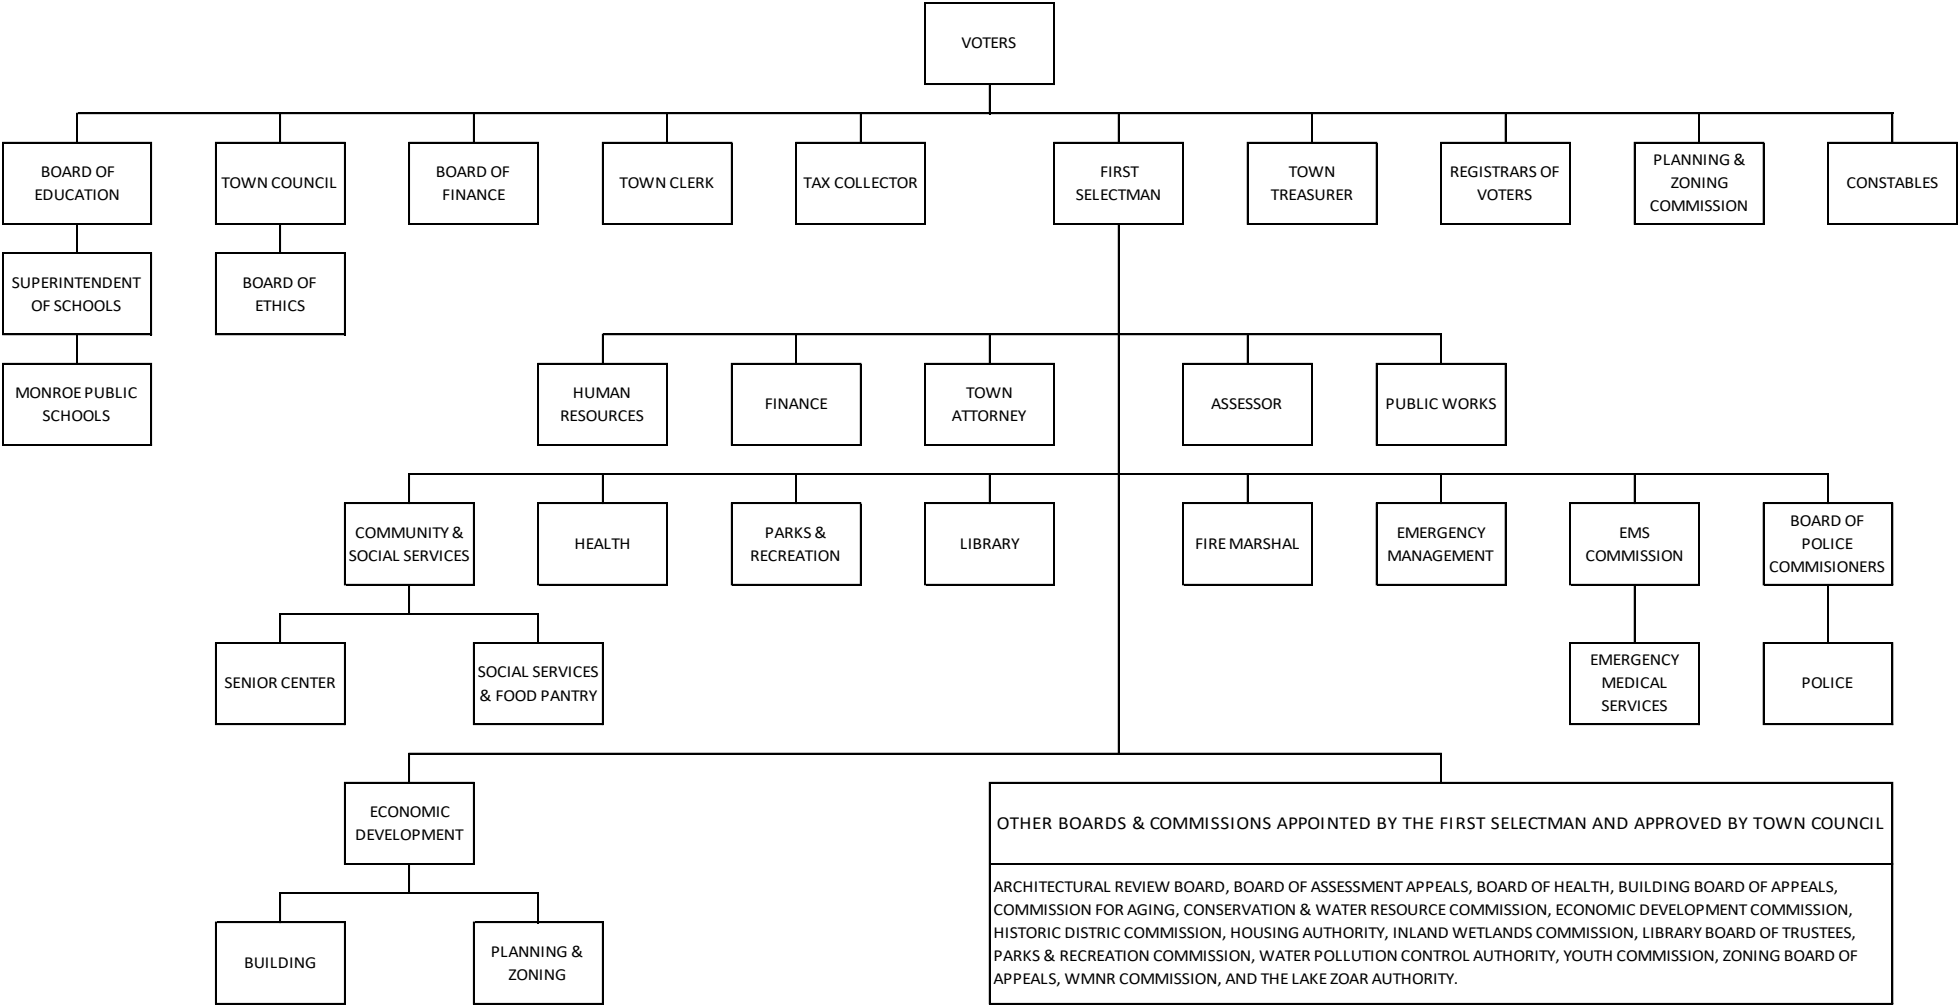 VOTERS
BOARD OF
EDUCATION
TOWN COUNCIL
BOARD OF
FINANCE
TOWN CLERK
TAX COLLECTOR
FIRST
SELECTMAN
TOWN
TREASURER
REGISTRARS OF
VOTERS
PLANNING &
ZONING
COMMISSION
CONSTABLES
SUPERINTENDENT
OF SCHOOLS
BOARD OF
ETHICS
MONROE PUBLIC
SCHOOLS
HUMAN
RESOURCES
FINANCE
TOWN
ATTORNEY
ASSESSOR
PUBLIC WORKS
COMMUNITY &
SOCIAL SERVICES
HEALTH
PARKS &
RECREATION
LIBRARY
FIRE MARSHAL
EMERGENCY
MANAGEMENT
EMS
COMMISSION
BOARD OF
POLICE
COMMISIONERS
SENIOR CENTER
SOCIAL SERVICES
& FOOD PANTRY
EMERGENCY
MEDICAL
SERVICES
POLICE
ECONOMIC
DEVELOPMENT
BUILDING
PLANNING &
ZONING
OTHER BOARDS & COMMISSIONS APPOINTED BY THE FIRST SELECTMAN AND APPROVED BY TOWN COUNCIL
ARCHITECTURAL REVIEW BOARD, BOARD OF ASSESSMENT APPEALS, BOARD OF HEALTH, BUILDING BOARD OF APPEALS,
COMMISSION FOR AGING, CONSERVATION & WATER RESOURCE COMMISSION, ECONOMIC DEVELOPMENT COMMISSION,
HISTORIC DISTRIC COMMISSION, HOUSING AUTHORITY, INLAND WETLANDS COMMISSION, LIBRARY BOARD OF TRUSTEES,
PARKS & RECREATION COMMISSION, WATER POLLUTION CONTROL AUTHORITY, YOUTH COMMISSION, ZONING BOARD OF
APPEALS, WMNR COMMISSION, AND THE LAKE ZOAR AUTHORITY.